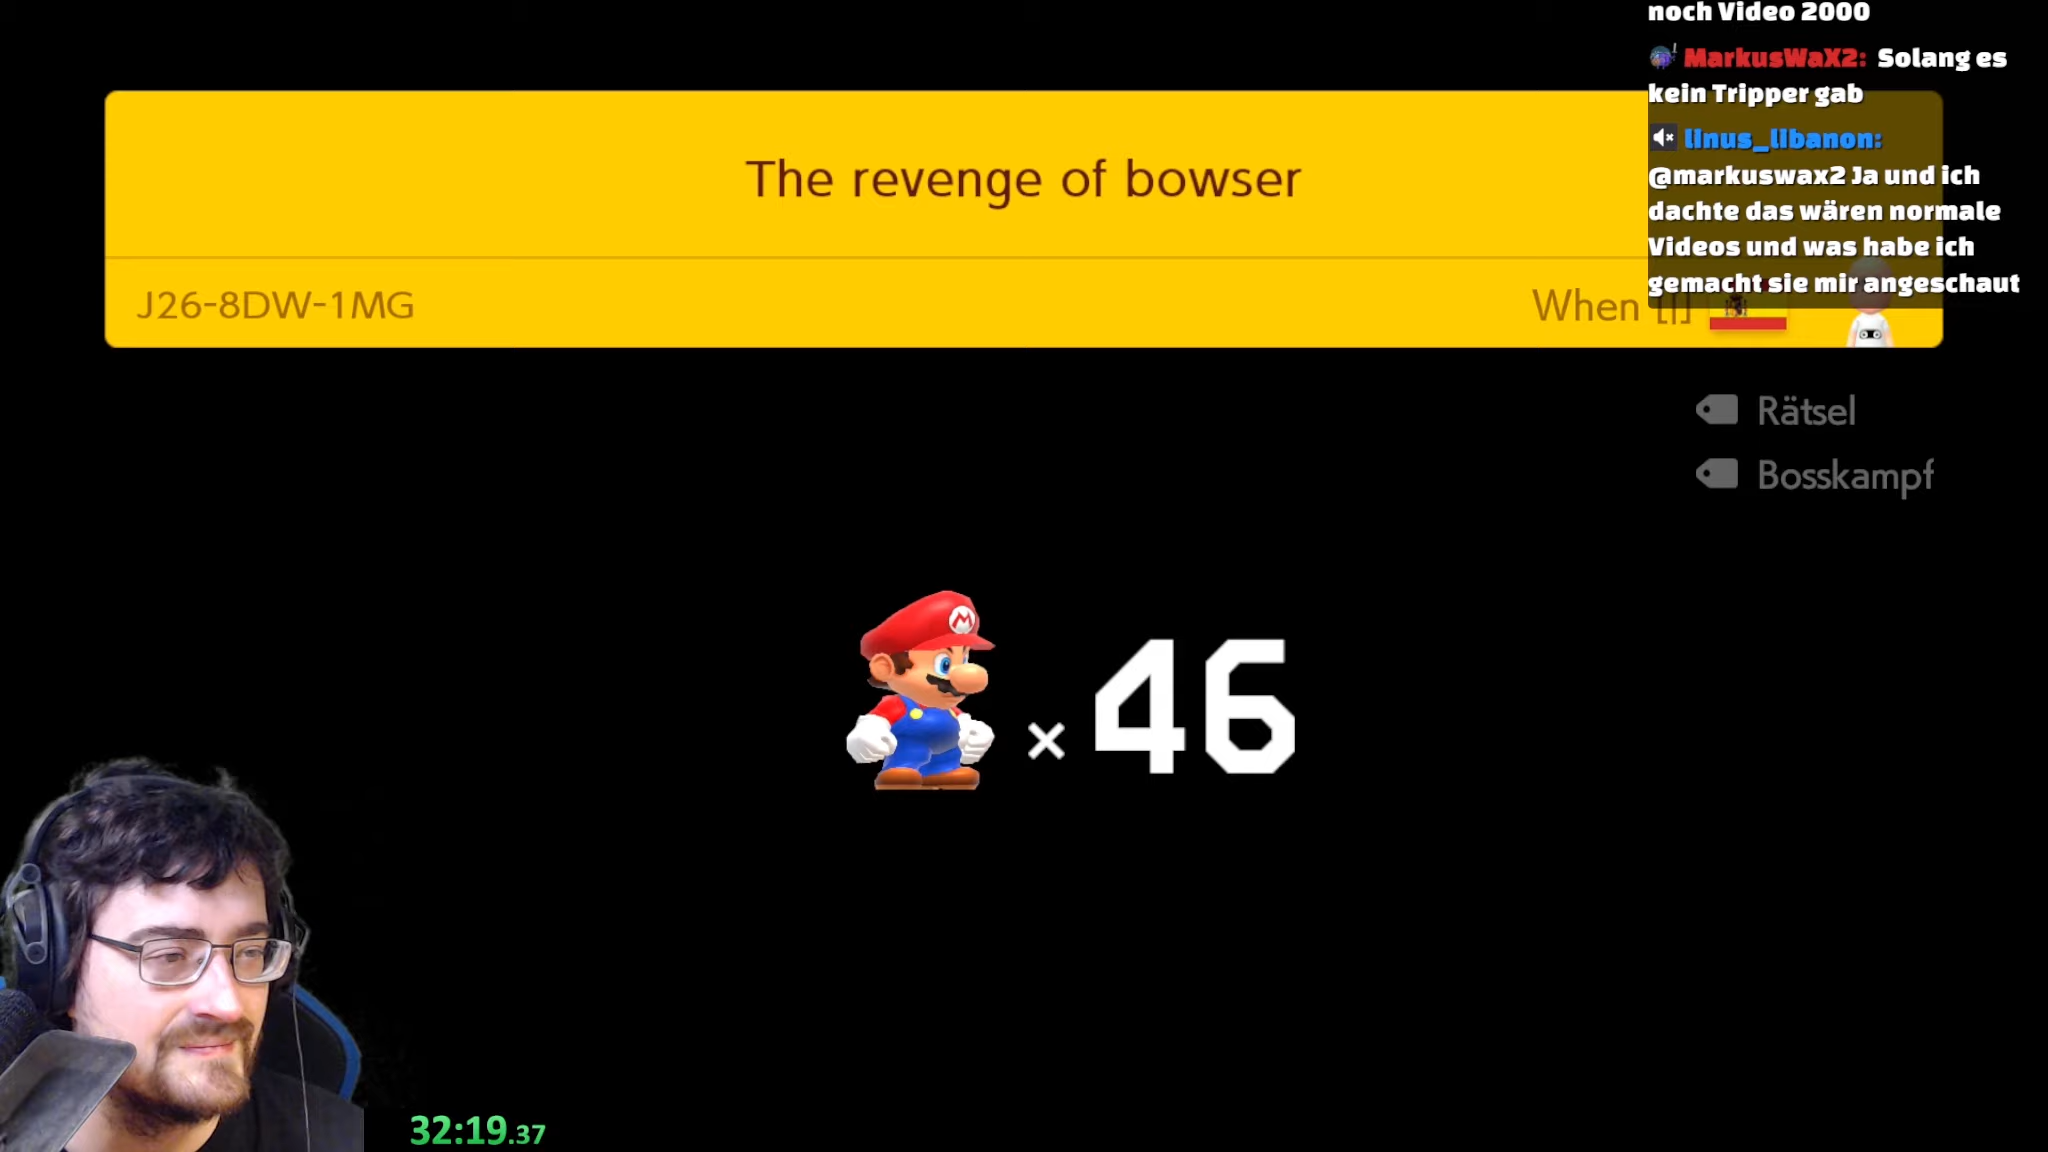 noch Video 2000
MarkusWaX2: Solang es
kein Tripper gab
linus_libanon:
@markuswax2 Ja und ich
dachte das wären normale
Videos und was habe ich
gemacht sie mir angeschaut
The revenge of bowser
J26-8DW-1MG
When [|]
Rätsel
Bosskampf
M
× 46
32:19.37